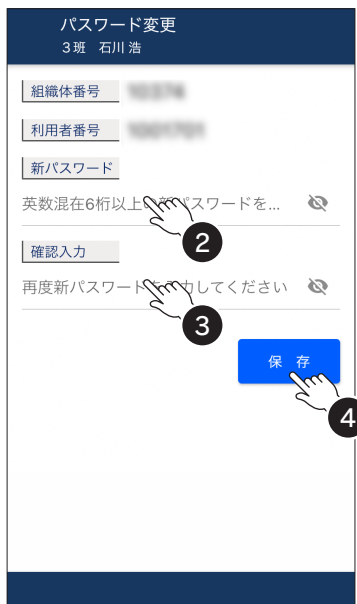 パスワード変更
3班 石川 浩
組織体番号
利用者番号
新パスワード
英数混在6桁以上の新パスワードを...
2
確認入力
再度新パスワードを入力してください
3
保 存
4